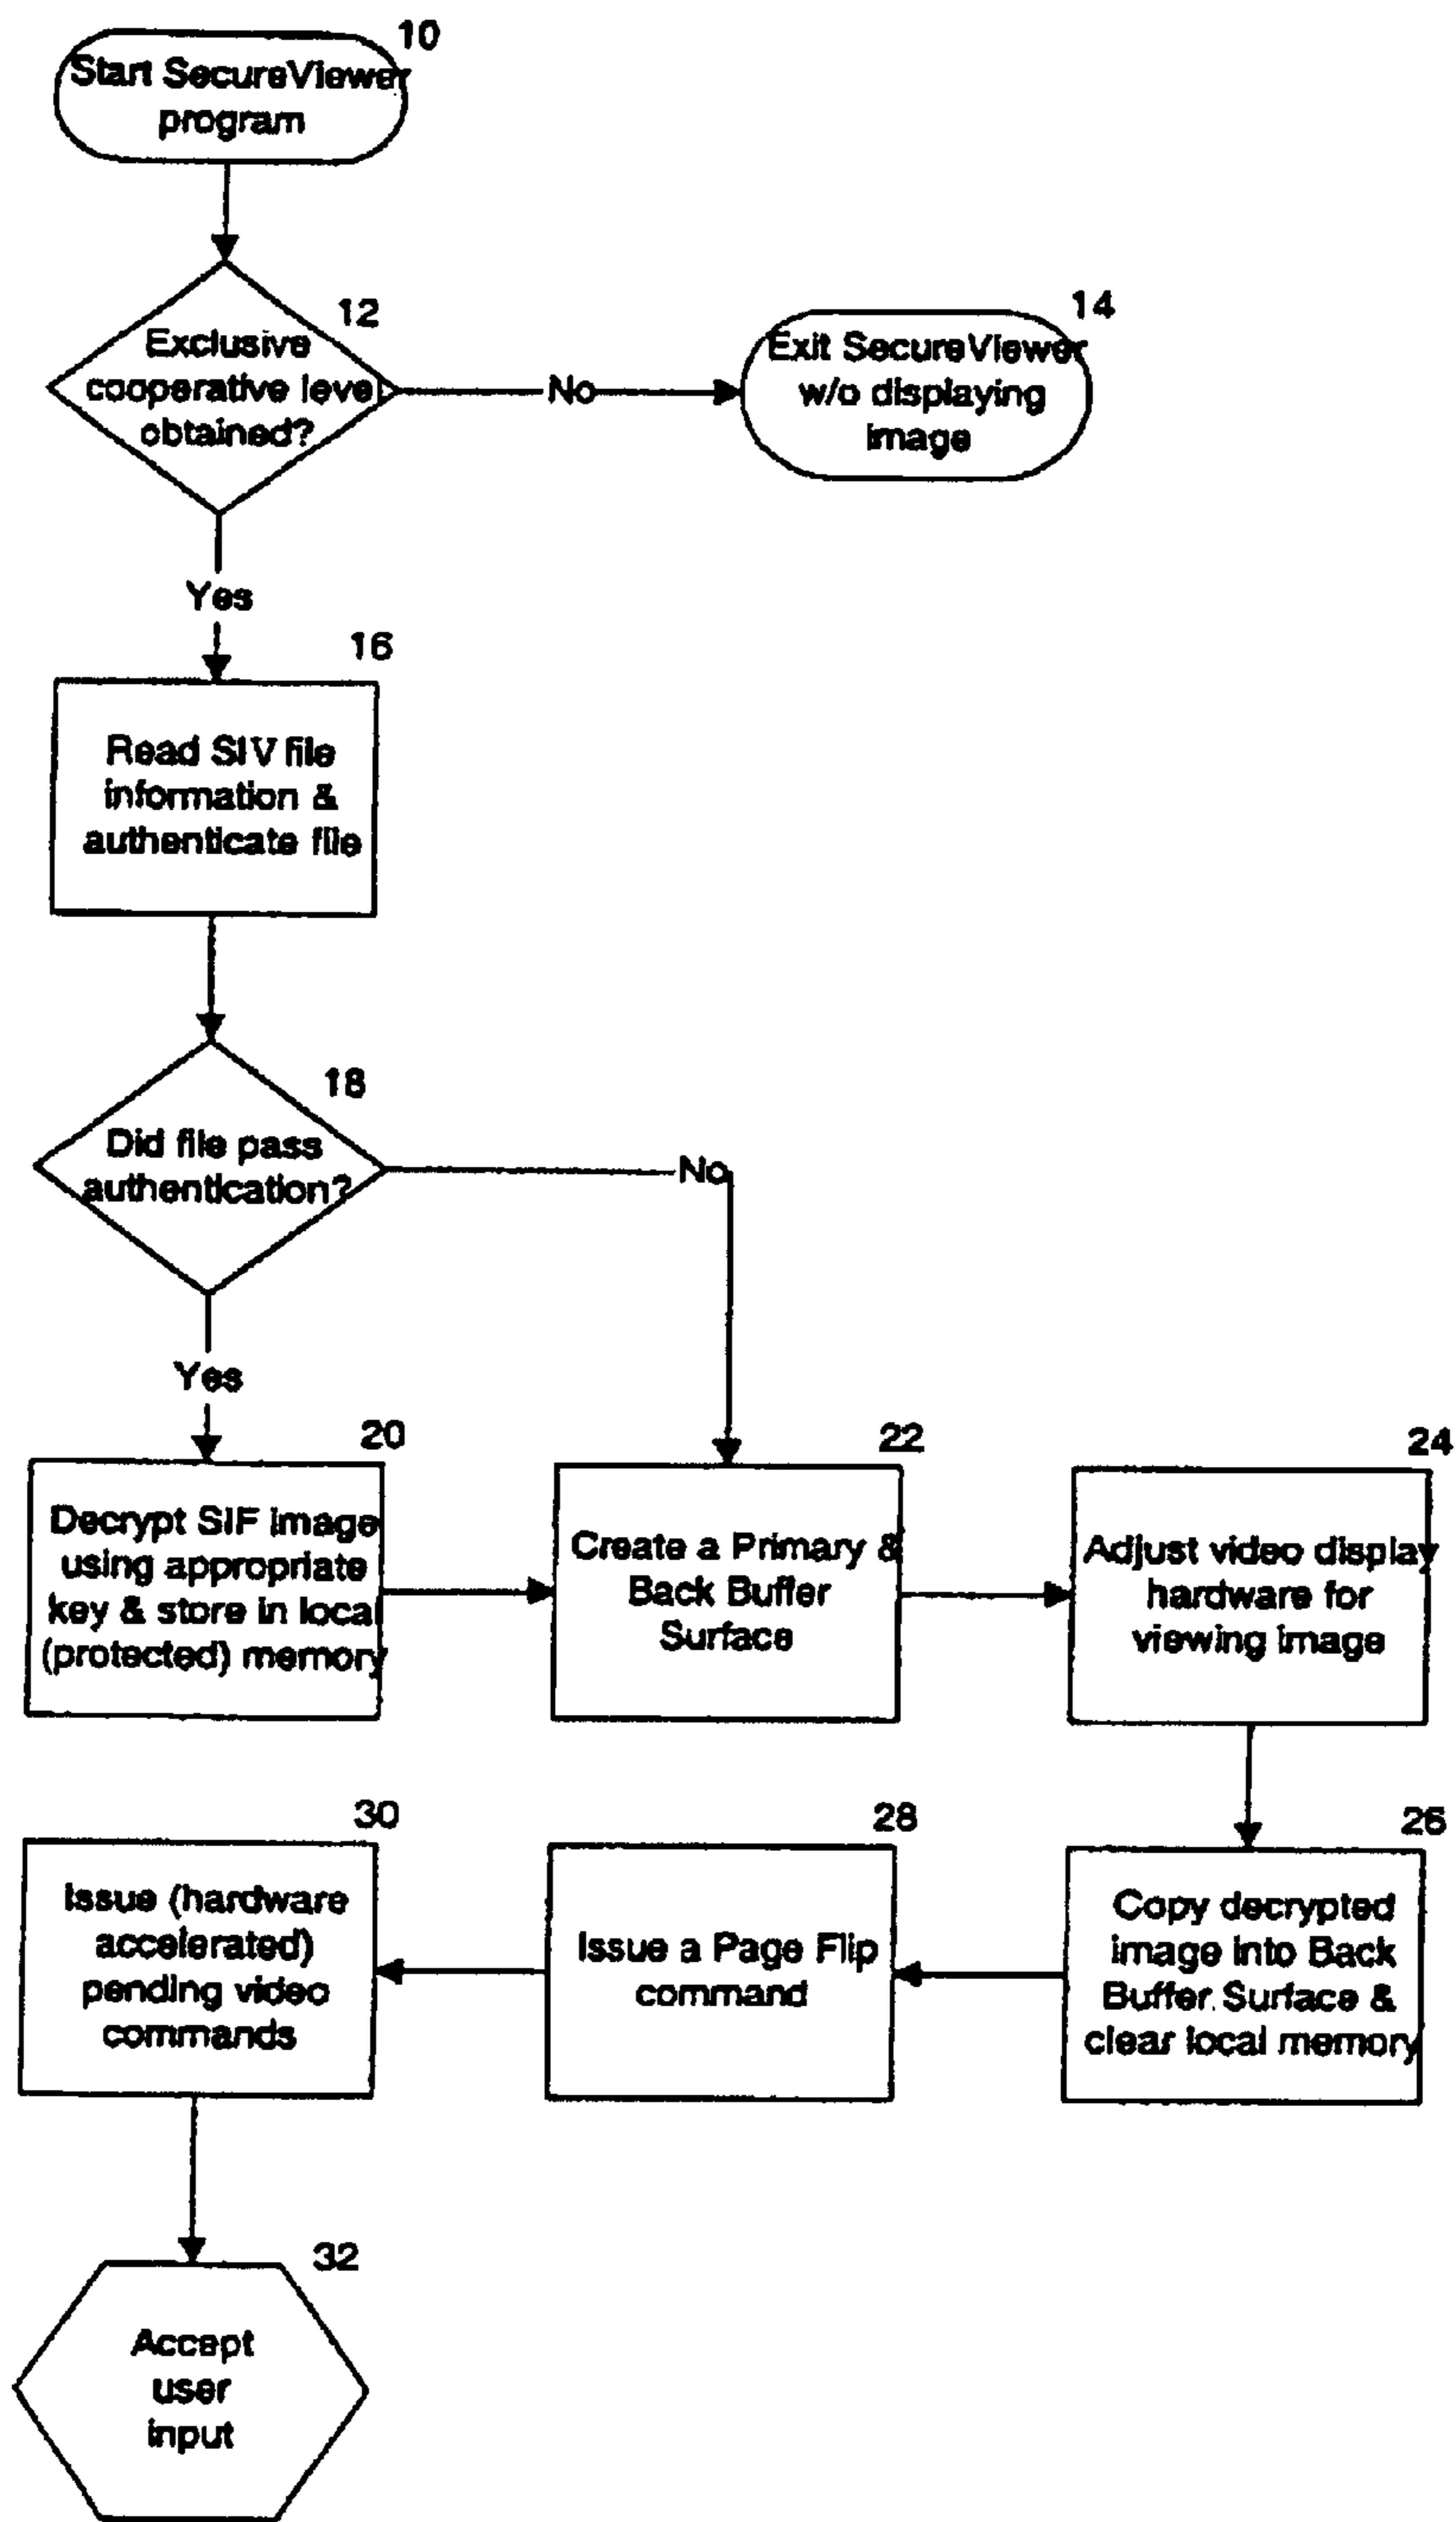 10
Start SecureViewer
program
12
Exclusive
cooperative level
obtained?
No
14
Exit SecureViewer
w/o displaying
image
Yes
16
Read SIV file
information &
authenticate file
18
Did file pass
authentication?
No
Yes
20
Decrypt SIF image
using appropriate
key & store in local
(protected) memory
22
Create a Primary &
Back Buffer
Surface
24
Adjust video display
hardware for
viewing image
30
Issue (hardware
accelerated)
pending video
commands
28
Issue a Page Flip
command
26
Copy decrypted
image into Back
Buffer Surface &
clear local memory
32
Accept
user
input